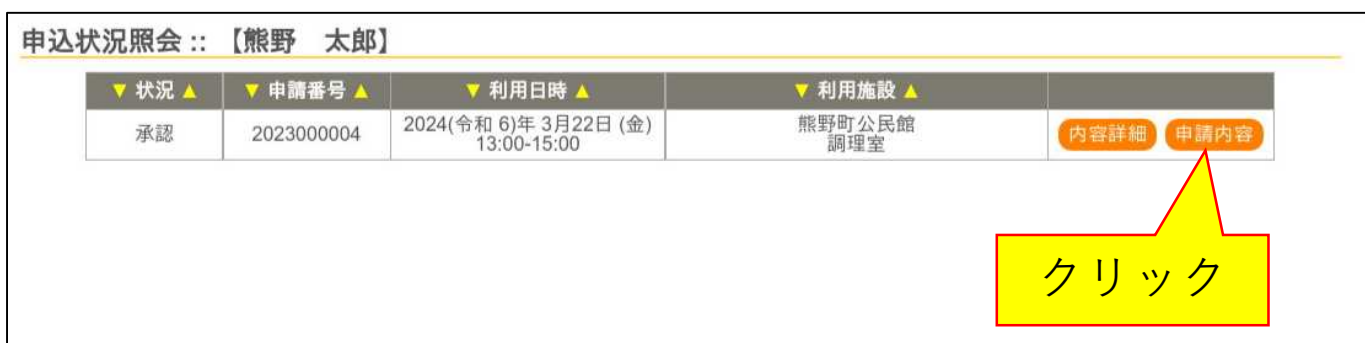 申込状況照会 :: 【熊野　太郎】
▼ 状況 ▲ ▼ 申請番号 ▲ ▼ 利用日時 ▲ ▼ 利用施設 ▲
承認 2023000004 2024(令和 6)年 3月22日 (金) 熊野町公民館 内容詳細 申請内容
13:00-15:00 調理室
クリック